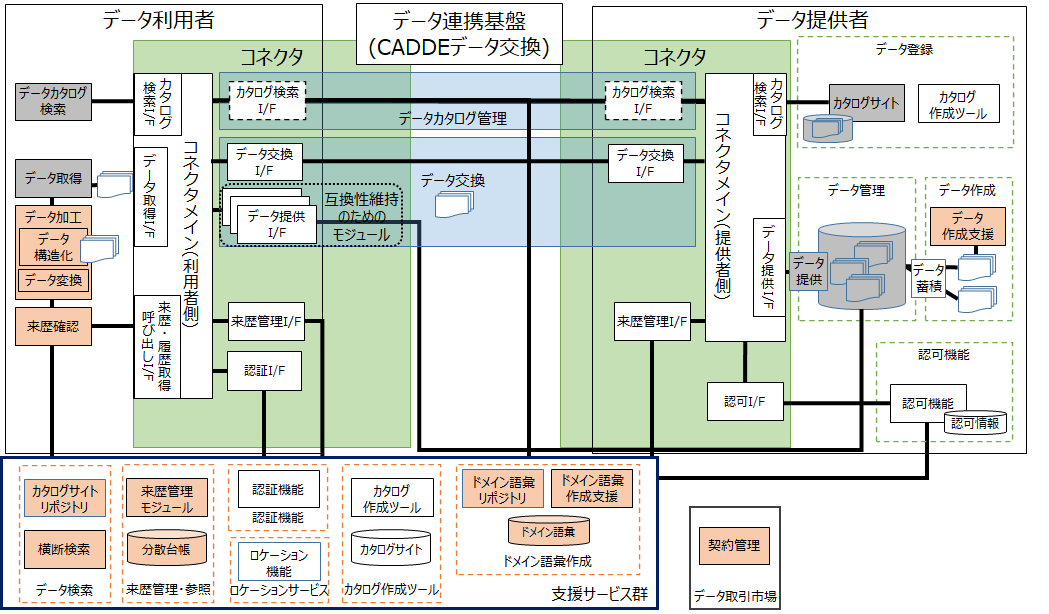 データ利用者
データ連携基盤
(CADDEデータ交換)
データ提供者
コネクタ
コネクタ
データカタログ
検索
カタログ
検索I/F
カタログ検索
I/F
データカタログ管理
カタログ検索
I/F
カタログ
検索I/F
データ登録
カタログサイト
カタログ
作成ツール
コネクタメイン(利用者側)
データ取得
データ取得I/F
データ交換
I/F
データ交換
データ交換
I/F
コネクタメイン(提供者側)
データ提供
I/F
互換性維持
のための
モジュール
データ加工
データ
構造化
データ変換
データ提供I/F
データ
提供
データ管理
データ
蓄積
データ作成
データ
作成支援
来歴確認
来歴・履歴取得
呼び出しI/F
来歴管理I/F
認証I/F
来歴管理I/F
認可I/F
認可機能
認可機能
認可情報
カタログサイト
リポジトリ
横断検索
データ検索
来歴管理
モジュール
分散台帳
来歴管理・参照
認証機能
認証機能
ロケーション
機能
ロケーションサービス
カタログ
作成ツール
カタログサイト
カタログ作成ツール
ドメイン語彙
リポジトリ
ドメイン語彙
作成支援
ドメイン語彙
ドメイン語彙作成
支援サービス群
契約管理
データ取引市場